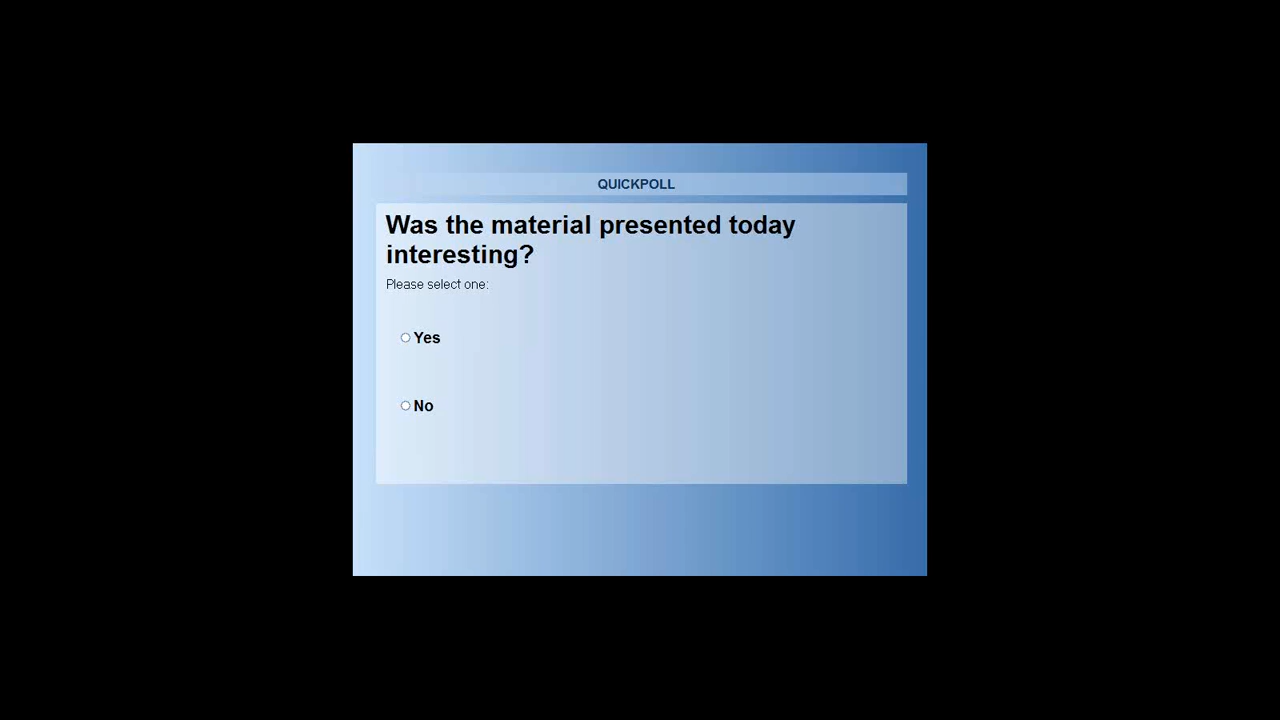 QUICKPOLL
Was the material presented today
interesting?
Please select one:
Yes
No